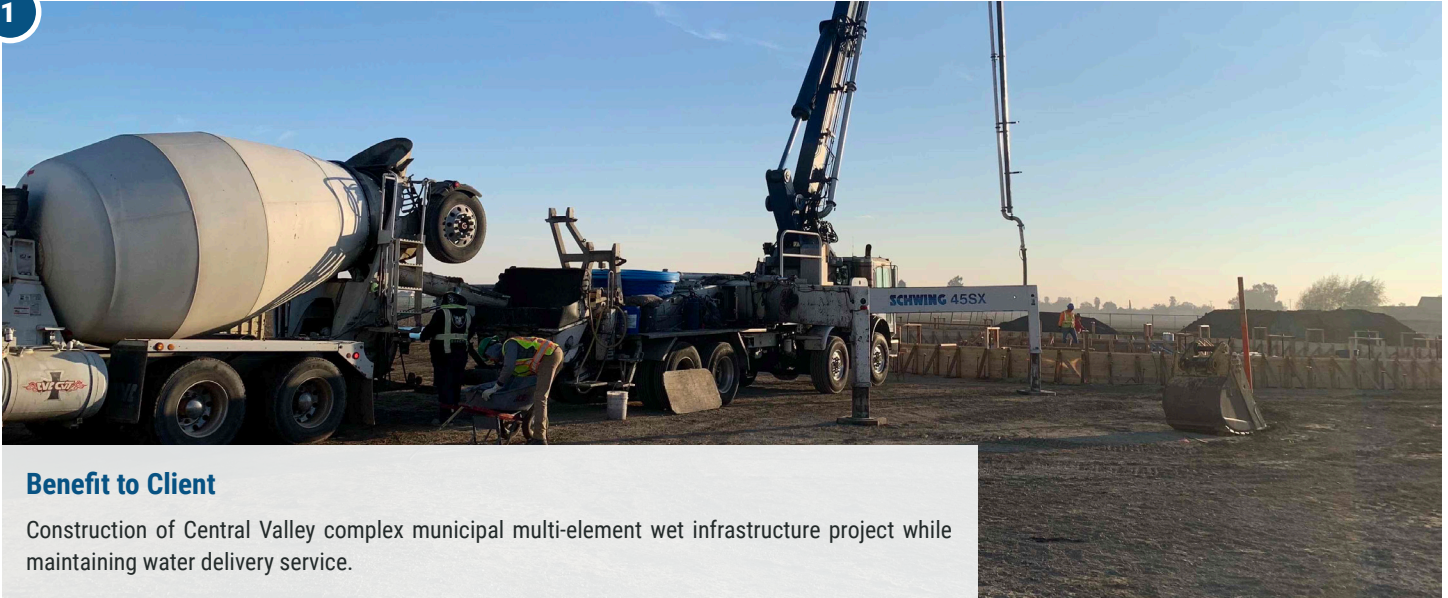 1
SCHWING 45SX
Benefit to Client
Construction of Central Valley complex municipal multi-element wet infrastructure project while
maintaining water delivery service.